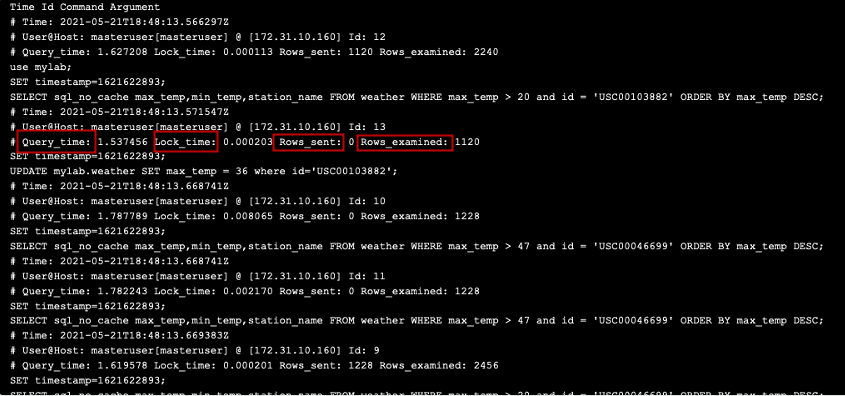 Time Id Command Argument
# Time: 2021-05-21T18:48:13.566297Z
# User@Host: masteruser[masteruser] @ [172.31.10.160] Id: 12
# Query_time: 1.627208 Lock_time: 0.000113 Rows_sent: 1120 Rows_examined: 2240
use mylab;
SET timestamp=1621622893;
SELECT sql_no_cache max_temp,min_temp,station_name FROM weather WHERE max_temp > 20 and id = 'USC00103882' ORDER BY max_temp DESC;
# Time: 2021-05-21T18:48:13.571547Z
# User@Host: masteruser[masteruser] @ [172.31.10.160] Id: 13
# Query_time: 1.537456 Lock_time: 0.000203 Rows_sent: 0 Rows_examined: 1120
SET timestamp=1621622893;
UPDATE mylab.weather SET max_temp = 36 where id='USC00103882';
# Time: 2021-05-21T18:48:13.668741Z
# User@Host: masteruser[masteruser] @ [172.31.10.160] Id: 10
# Query_time: 1.787789 Lock_time: 0.008065 Rows_sent: 0 Rows_examined: 1228
SET timestamp=1621622893;
SELECT sql_no_cache max_temp,min_temp,station_name FROM weather WHERE max_temp > 47 and id = 'USC00046699' ORDER BY max_temp DESC;
# Time: 2021-05-21T18:48:13.668741Z
# User@Host: masteruser[masteruser] @ [172.31.10.160] Id: 11
# Query_time: 1.782243 Lock_time: 0.002170 Rows_sent: 0 Rows_examined: 1228
SET timestamp=1621622893;
SELECT sql_no_cache max_temp,min_temp,station_name FROM weather WHERE max_temp > 47 and id = 'USC00046699' ORDER BY max_temp DESC;
# Time: 2021-05-21T18:48:13.669383Z
# User@Host: masteruser[masteruser] @ [172.31.10.160] Id: 9
# Query_time: 1.619578 Lock_time: 0.000201 Rows_sent: 1228 Rows_examined: 2456
SET timestamp=1621622893;